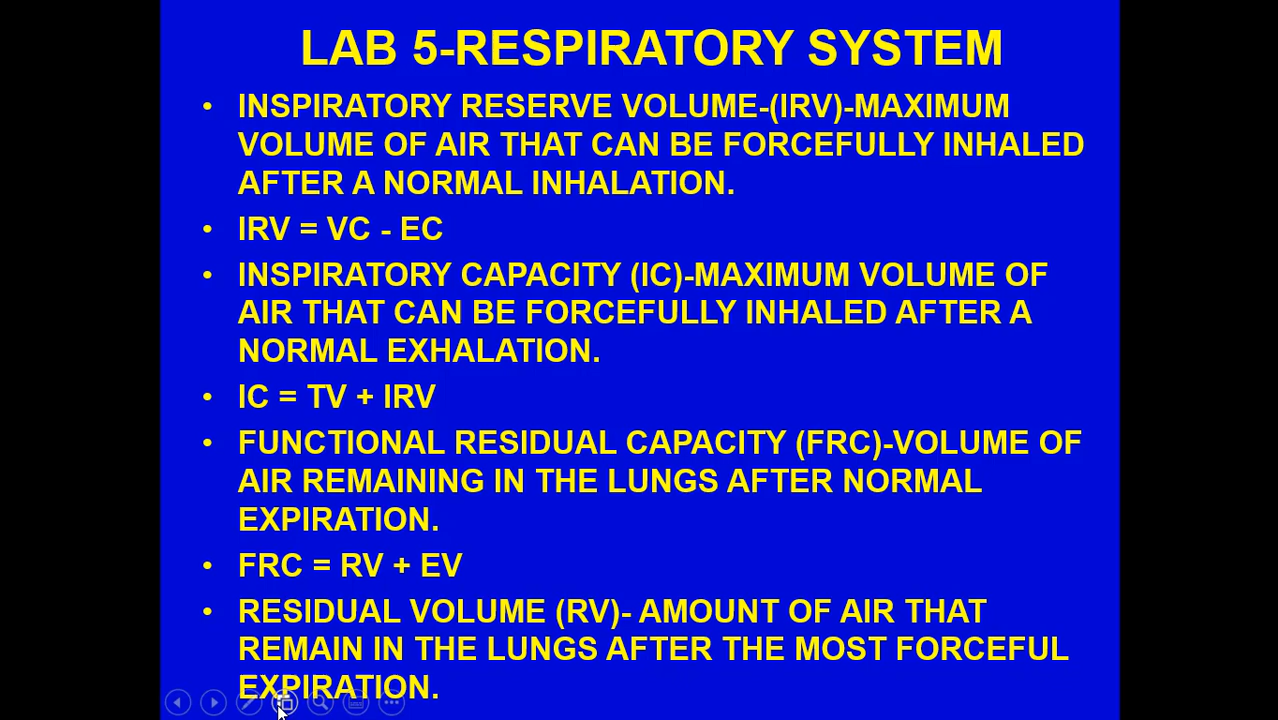 LAB 5-RESPIRATORY SYSTEM
• INSPIRATORY RESERVE VOLUME-(IRV)-MAXIMUM
VOLUME OF AIR THAT CAN BE FORCEFULLY INHALED
AFTER A NORMAL INHALATION.
• IRV = VC - EC
• INSPIRATORY CAPACITY (IC)-MAXIMUM VOLUME OF
AIR THAT CAN BE FORCEFULLY INHALED AFTER A
NORMAL EXHALATION.
• IC = TV + IRV
• FUNCTIONAL RESIDUAL CAPACITY (FRC)-VOLUME OF
AIR REMAINING IN THE LUNGS AFTER NORMAL
EXPIRATION.
• FRC = RV + EV
• RESIDUAL VOLUME (RV)- AMOUNT OF AIR THAT
REMAIN IN THE LUNGS AFTER THE MOST FORCEFUL
EXPIRATION.